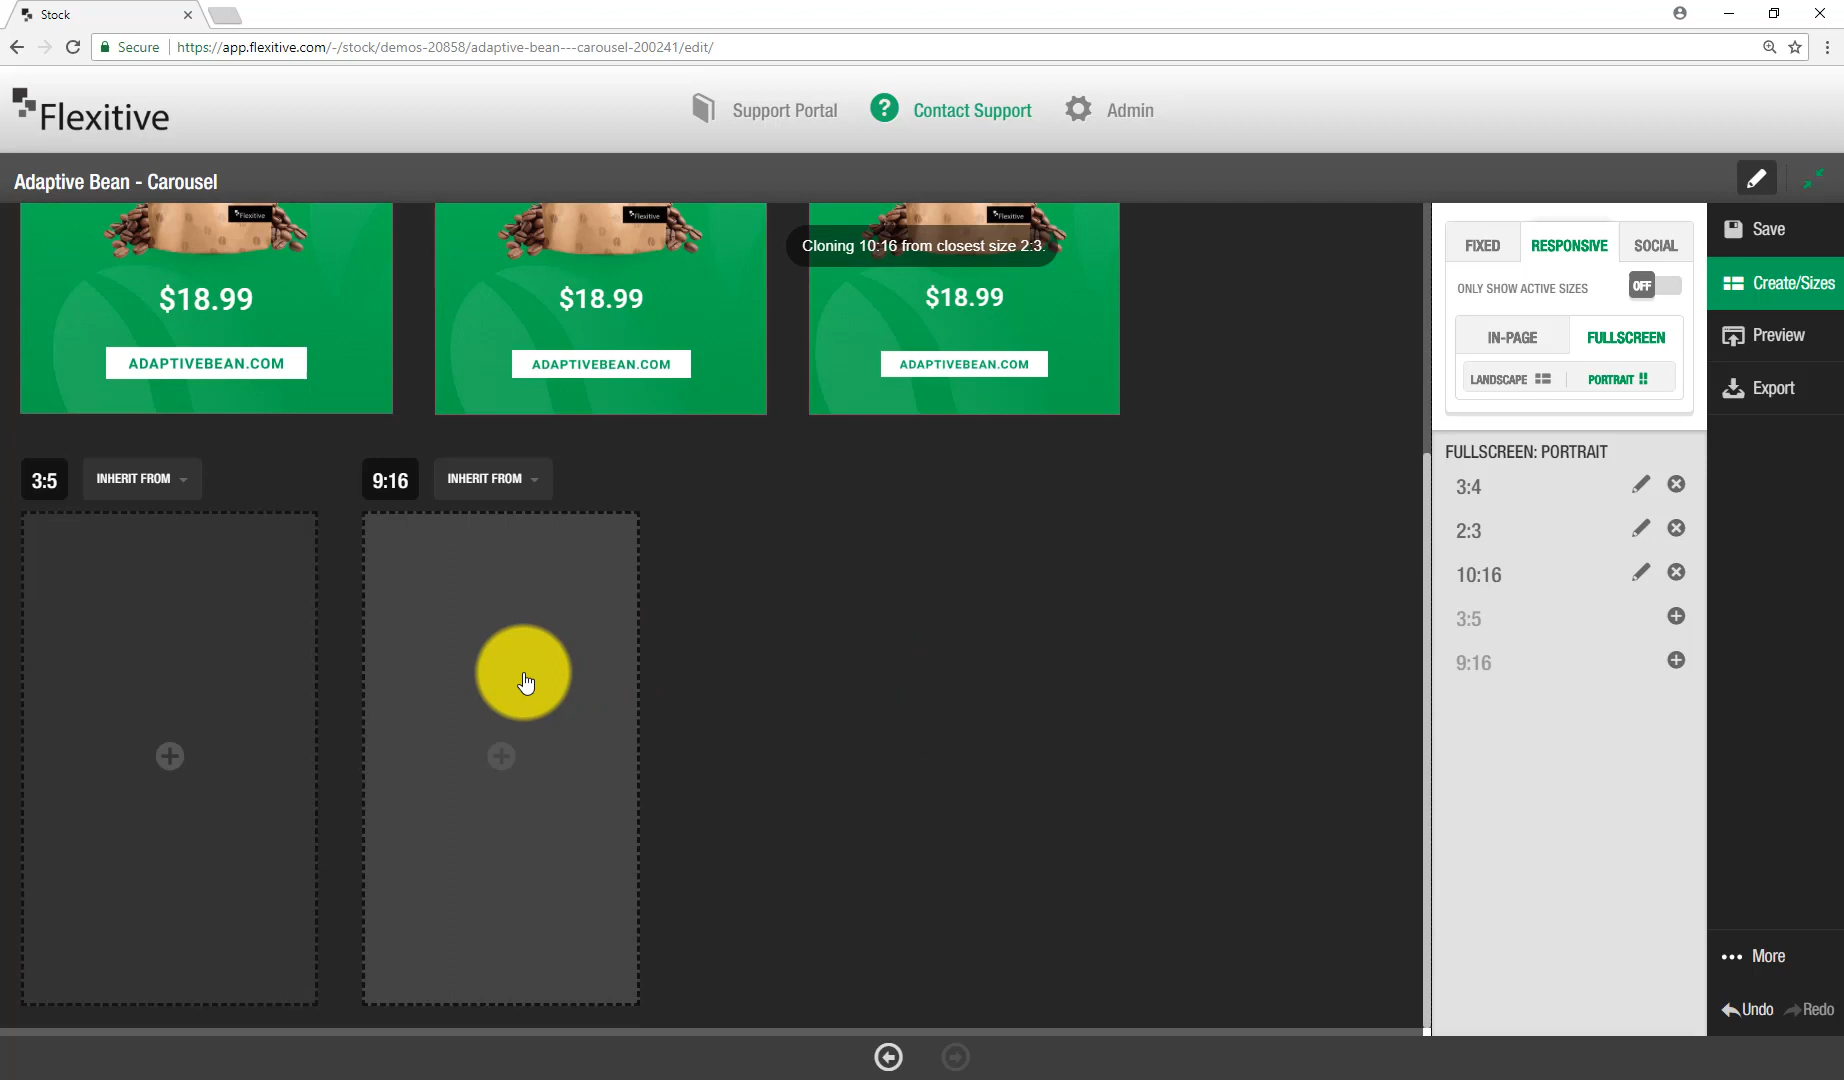 Stock
Secure https://app.flexitive.com/-/stock/demos-20858/adaptive-bean---carousel-200241/edit/
Flexitive
Support Portal
? Contact Support
Admin
Adaptive Bean - Carousel
Flexitive
Flexitive
Flexitive
Cloning 10:16 from closest size 2:3.
$18.99
$18.99
$18.99
ADAPTIVEBEAN.COM
ADAPTIVEBEAN.COM
ADAPTIVEBEAN.COM
3:5 INHERIT FROM
9:16 INHERIT FROM
FIXED RESPONSIVE SOCIAL
ONLY SHOW ACTIVE SIZES OFF
IN-PAGE FULLSCREEN
LANDSCAPE PORTRAIT
FULLSCREEN: PORTRAIT
3:4
2:3
10:16
3:5
9:16
Save
Create/Sizes
Preview
Export
More
Undo Redo